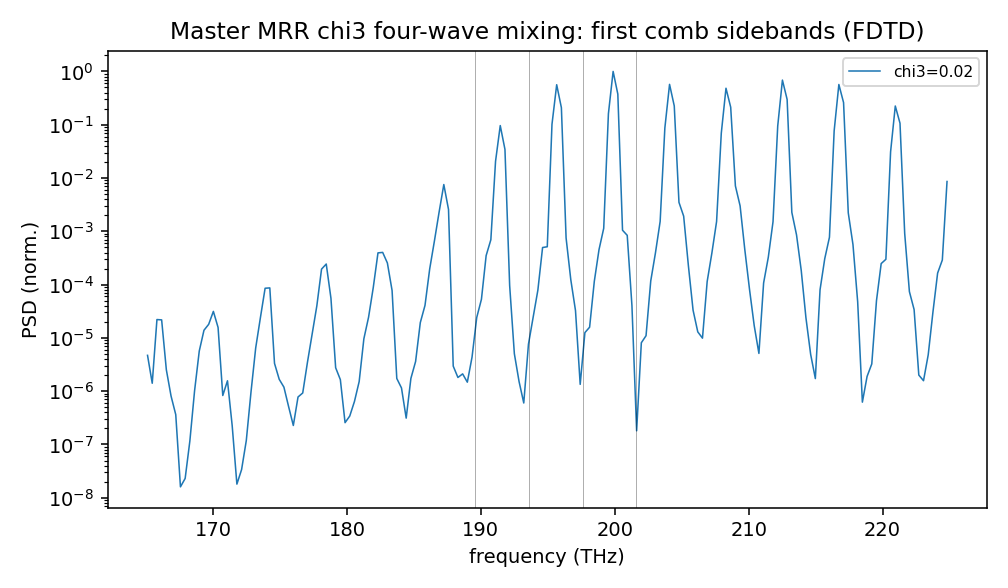 Master MRR chi3 four-wave mixing: first comb sidebands (FDTD)
chi3=0.02
PSD (norm.)
10⁰
10⁻¹
10⁻²
10⁻³
10⁻⁴
10⁻⁵
10⁻⁶
10⁻⁷
10⁻⁸
170 180 190 200 210 220
frequency (THz)